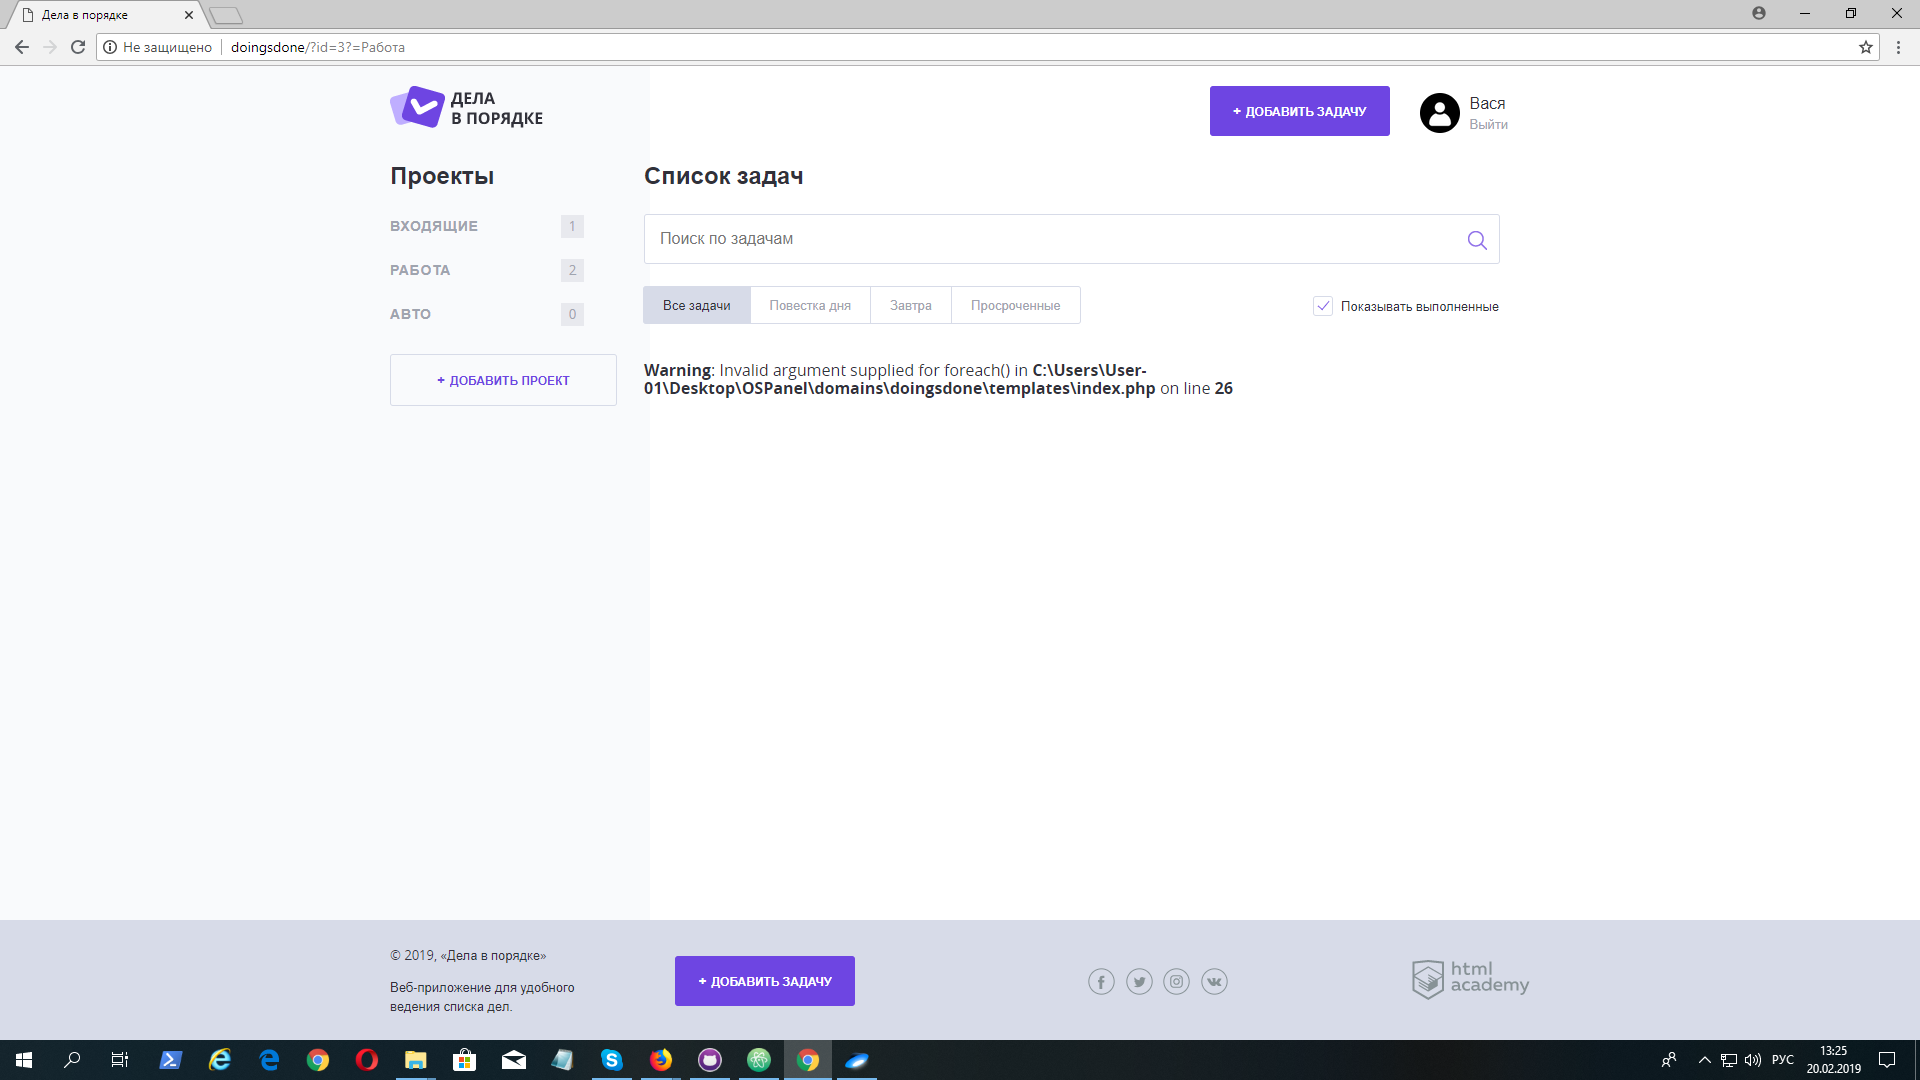 Дела в порядке
Не защищено
doingsdone/?id=3?=Работа
ДЕЛА
В ПОРЯДКЕ
+ ДОБАВИТЬ ЗАДАЧУ
Вася
Выйти
Проекты
ВХОДЯЩИЕ 1
РАБОТА 2
АВТО 0
+ ДОБАВИТЬ ПРОЕКТ
Список задач
Поиск по задачам
Все задачи Повестка дня Завтра Просроченные
Показывать выполненные
Warning: Invalid argument supplied for foreach() in C:\Users\User-
01\Desktop\OSPanel\domains\doingsdone\templates\index.php on line 26
© 2019, «Дела в порядке»
Веб-приложение для удобного
ведения списка дел.
+ ДОБАВИТЬ ЗАДАЧУ
html
academy
РУС
13:25
20.02.2019